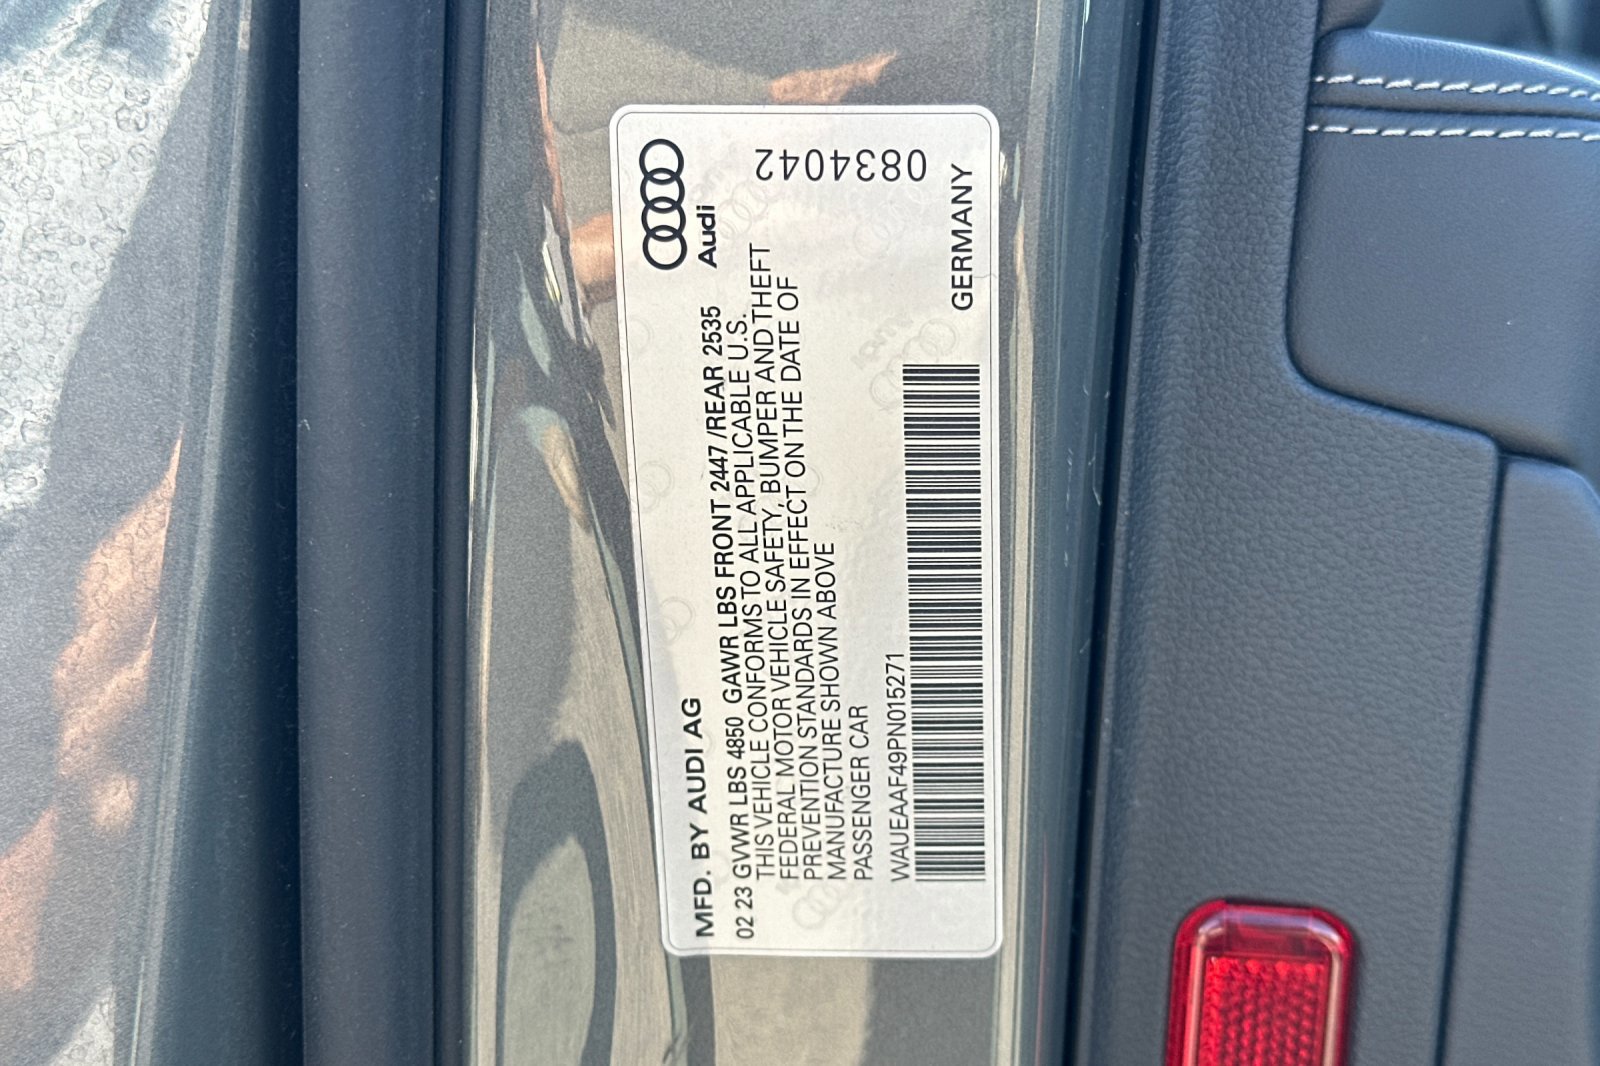 Audi
0834042
MFD. BY AUDI AG
02 23 GVWR LBS 4850 GAWR LBS FRONT 2447 /REAR 2535
THIS VEHICLE CONFORMS TO ALL APPLICABLE U.S.
FEDERAL MOTOR VEHICLE SAFETY, BUMPER AND THEFT
PREVENTION STANDARDS IN EFFECT ON THE DATE OF
MANUFACTURE SHOWN ABOVE
PASSENGER CAR
WAUEAAF49PN015271
GERMANY